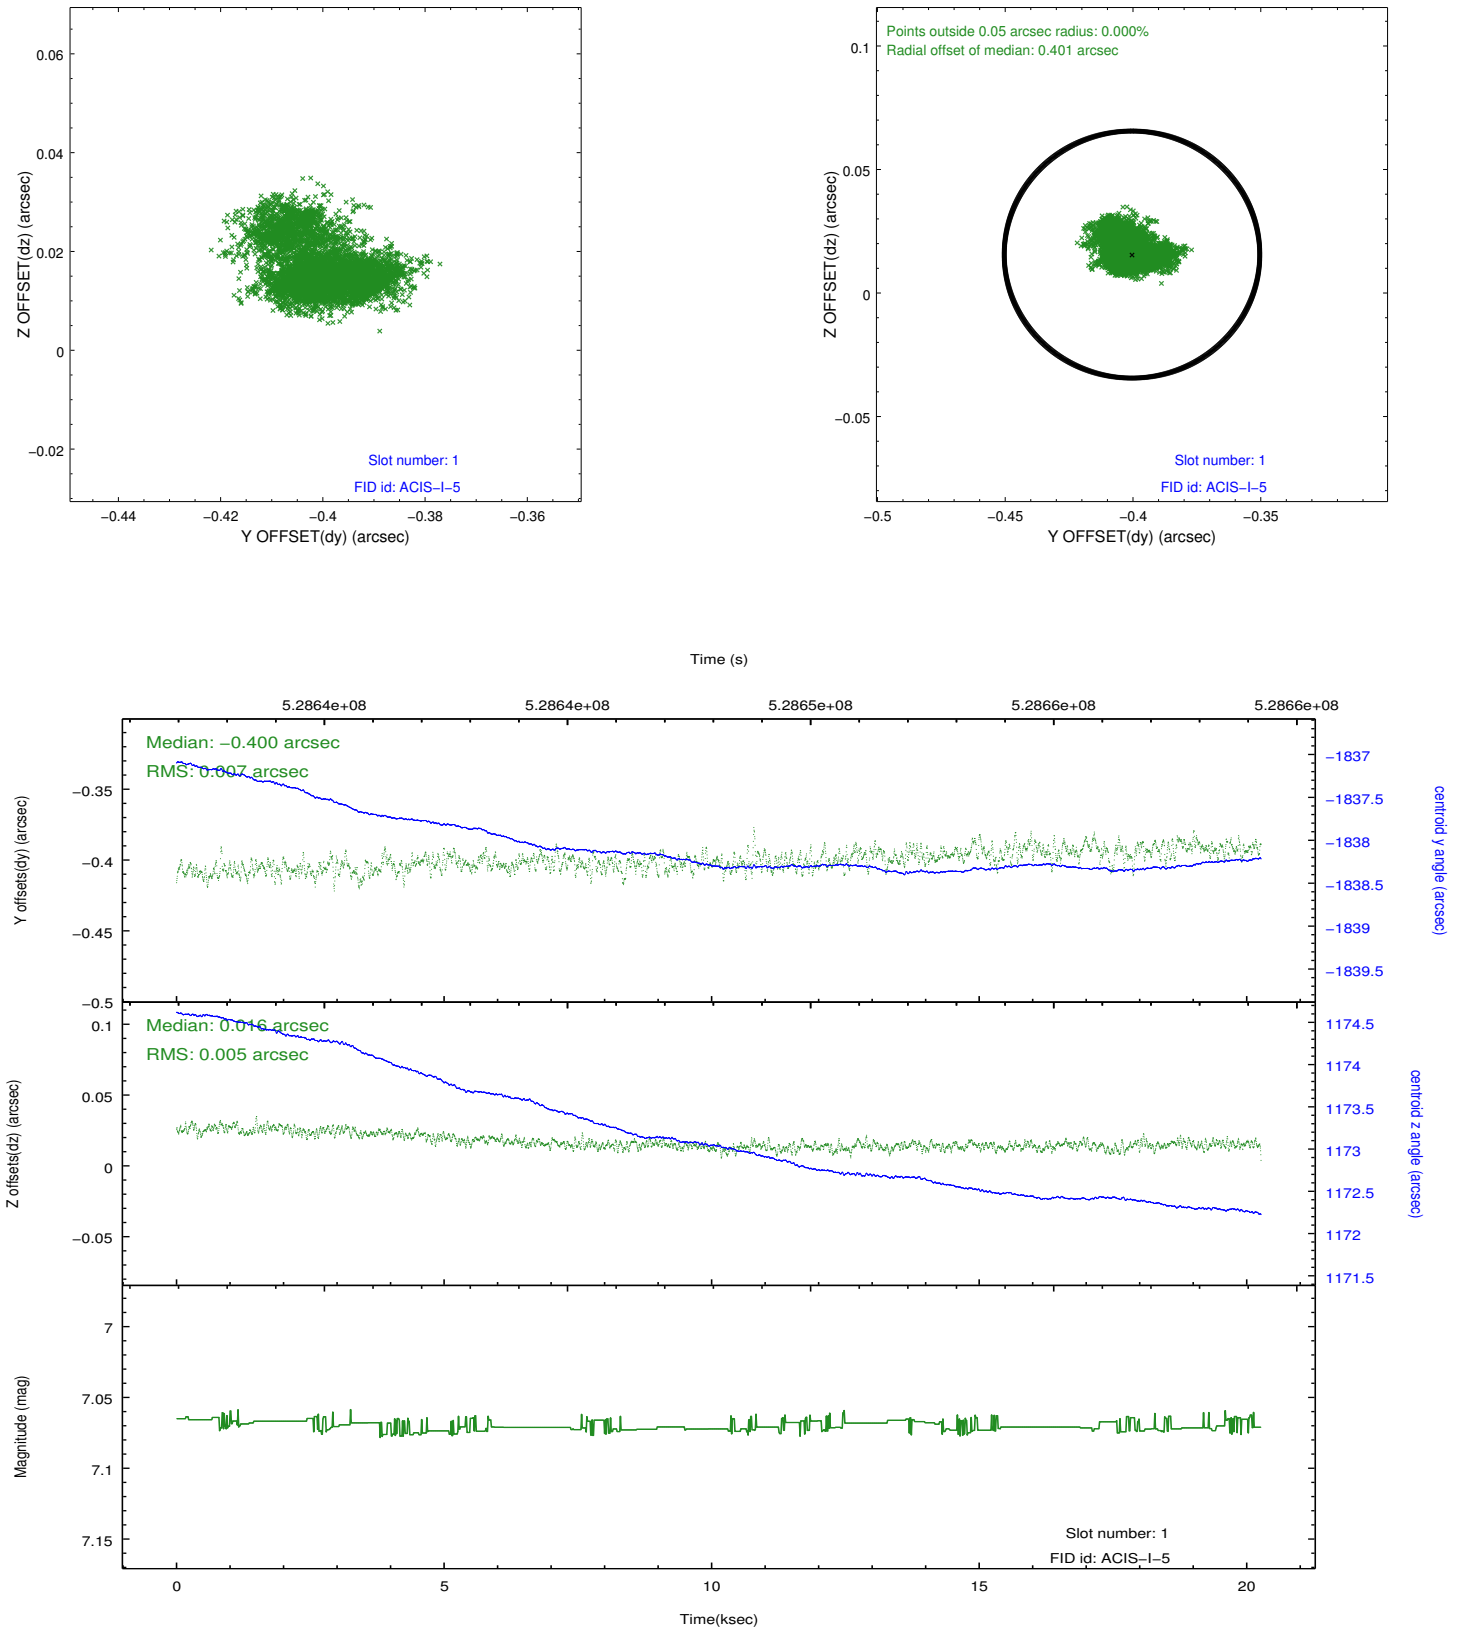 0.06
0.04
0.02
0
−0.02
Z OFFSET(dz) (arcsec)
Slot number: 1
FID id: ACIS−I−5
−0.44 −0.42 −0.4 −0.38 −0.36
Y OFFSET(dy) (arcsec)
Points outside 0.05 arcsec radius: 0.000%
Radial offset of median: 0.401 arcsec
0.1
0.05
0
−0.05
Z OFFSET(dz) (arcsec)
Slot number: 1
FID id: ACIS−I−5
−0.5 −0.45 −0.4 −0.35
Y OFFSET(dy) (arcsec)
Time (s)
5.2864e+08 5.2864e+08 5.2865e+08 5.2866e+08 5.2866e+08
Median: −0.400 arcsec
RMS: 0.007 arcsec
−0.35
−0.4
−0.45
−0.5
Y offsets(dy) (arcsec)
−1837
−1837.5
−1838
−1838.5
−1839
−1839.5
centroid y angle (arcsec)
Median: 0.016 arcsec
RMS: 0.005 arcsec
0.1
0.05
0
−0.05
Z offsets(dz) (arcsec)
1174.5
1174
1173.5
1173
1172.5
1172
1171.5
centroid z angle (arcsec)
7
7.05
7.1
7.15
Magnitude (mag)
Slot number: 1
FID id: ACIS−I−5
0 5 10 15 20
Time(ksec)